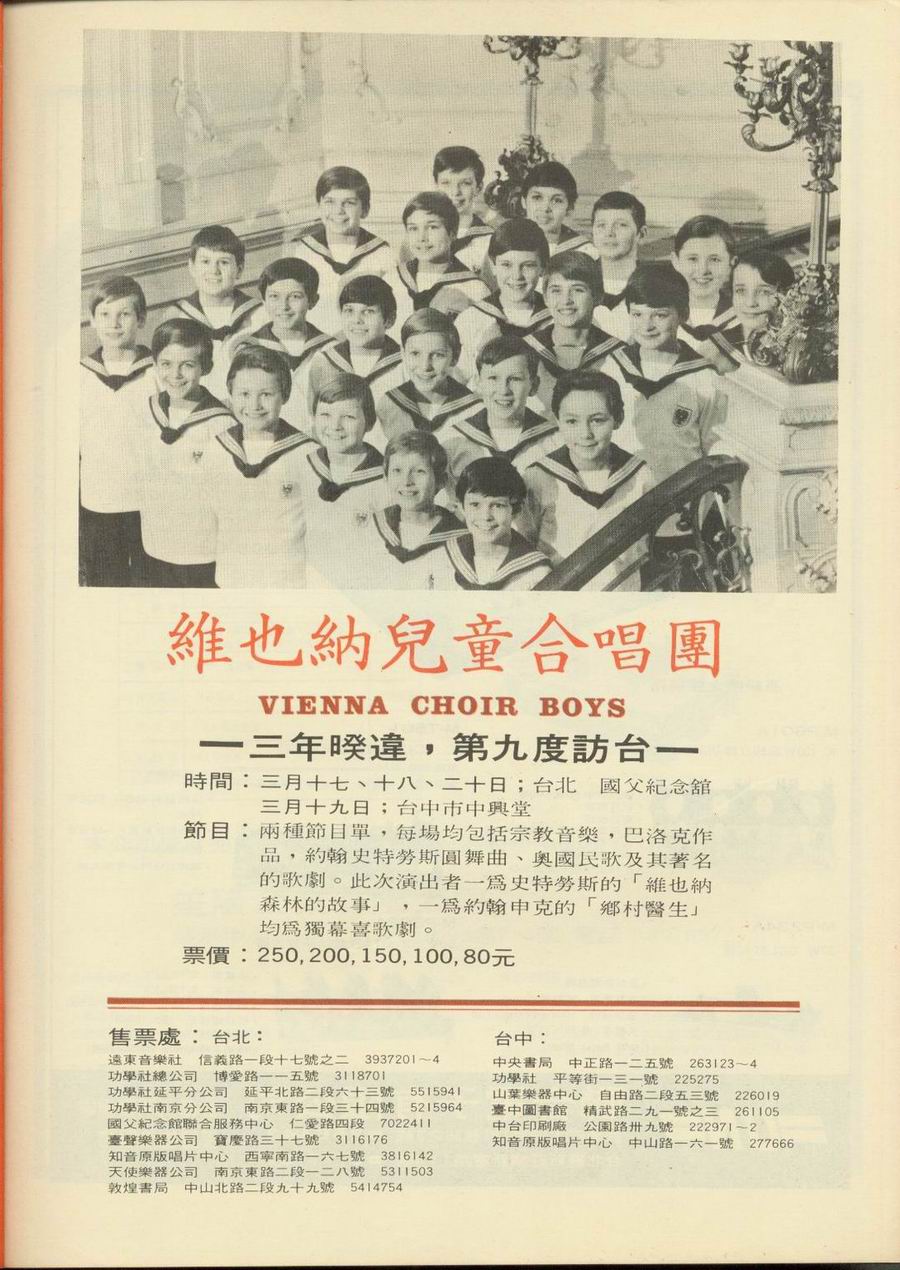 維也納兒童合唱團
VIENNA CHOIR BOYS
—三年暌違，第九度訪台—
時間：三月十七、十八、二十日；台北　國父紀念舘
三月十九日；台中市中興堂
節目：兩種節目單，每場均包括宗教音樂，巴洛克作
品，約翰史特勞斯圓舞曲、奧國民歌及其著名
的歌劇。此次演出者一爲史特勞斯的「維也納
森林的故事」，一爲約翰申克的「鄉村醫生」
均爲獨幕喜歌劇。
票價：250,200,150,100,80元
售票處：台北：
遠東音樂社　信義路一段十七號之二　3937201～4
功學社總公司　博愛路一一五號　3118701
功學社延平分公司　延平北路二段六十三號　5515941
功學社南京分公司　南京東路一段三十四號　5215964
國父紀念館聯合服務中心　仁愛路四段　7022411
臺聲樂器公司　寶慶路三十七號　3116176
知音原版唱片中心　西寧南路一六七號　3816142
天使樂器公司　南京東路二段一二八號　5311503
敦煌書局　中山北路二段九十九號　5414754
台中：
中央書局　中正路一二五號　263123～4
功學社　平等街一三一號　225275
山葉樂器中心　自由路二段五三號　226019
臺中圖書館　精武路二九一號之三　261105
中台印刷廠　公園路卅九號　222971～2
知音原版唱片中心　中山路一六一號　277666